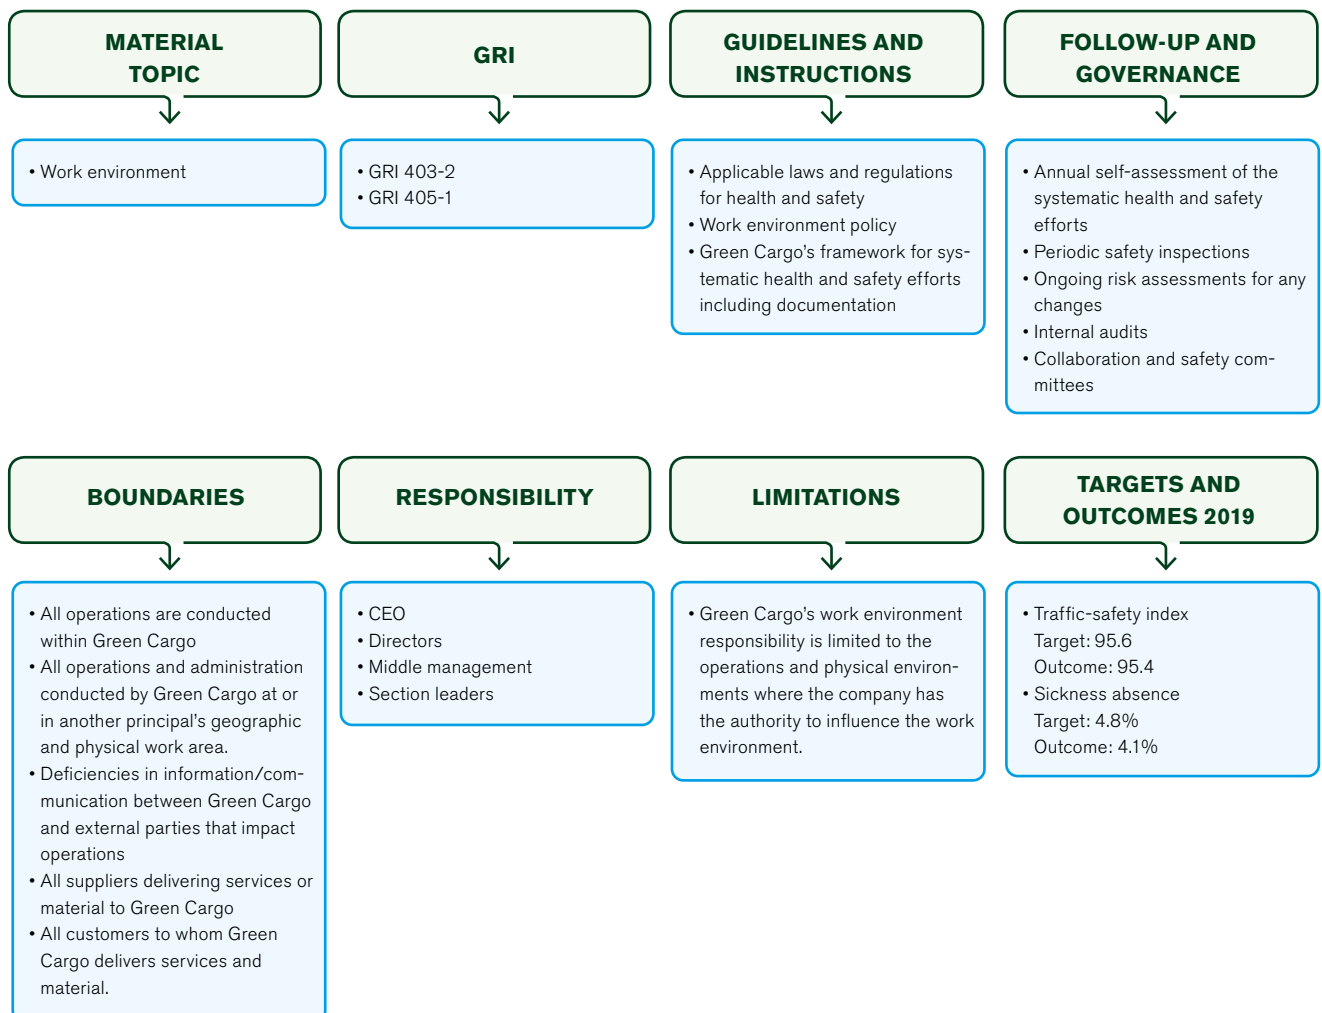 MATERIAL
TOPIC
• Work environment
GRI
• GRI 403-2
• GRI 405-1
GUIDELINES AND
INSTRUCTIONS
• Applicable laws and regulations
for health and safety
• Work environment policy
• Green Cargo’s framework for sys-
tematic health and safety efforts
including documentation
FOLLOW-UP AND
GOVERNANCE
• Annual self-assessment of the
systematic health and safety
efforts
• Periodic safety inspections
• Ongoing risk assessments for any
changes
• Internal audits
• Collaboration and safety com-
mittees
BOUNDARIES
• All operations are conducted
within Green Cargo
• All operations and administration
conducted by Green Cargo at or
in another principal’s geographic
and physical work area.
• Deficiencies in information/com-
munication between Green Cargo
and external parties that impact
operations
• All suppliers delivering services or
material to Green Cargo
• All customers to whom Green
Cargo delivers services and
material.
RESPONSIBILITY
• CEO
• Directors
• Middle management
• Section leaders
LIMITATIONS
• Green Cargo’s work environment
responsibility is limited to the
operations and physical environ-
ments where the company has
the authority to influence the work
environment.
TARGETS AND
OUTCOMES 2019
• Traffic-safety index
Target: 95.6
Outcome: 95.4
• Sickness absence
Target: 4.8%
Outcome: 4.1%